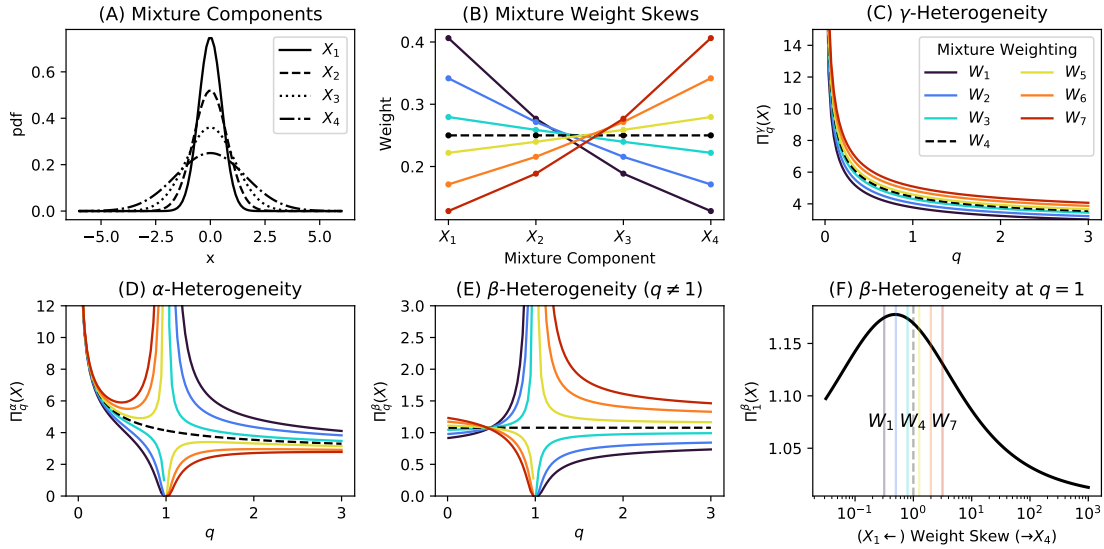 (A) Mixture Components
pdf
0.6
0.4
0.2
0.0
X₁
X₂
X₃
X₄
−5.0
−2.5
0.0
2.5
5.0
x
(B) Mixture Weight Skews
Weight
0.4
0.3
0.2
X₁
X₂
X₃
X₄
Mixture Component
(C) γ-Heterogeneity
Π_q^γ(X)
14
12
10
8
6
4
Mixture Weighting
W₁
W₂
W₃
W₄
W₅
W₆
W₇
0
1
2
3
q
(D) α-Heterogeneity
Π_q^α(X)
12
10
8
6
4
2
0
0
1
2
3
q
(E) β-Heterogeneity (q ≠ 1)
Π_q^β(X)
3.0
2.5
2.0
1.5
1.0
0.5
0.0
0
1
2
3
q
(F) β-Heterogeneity at q = 1
Π_1^β(X)
1.15
1.10
1.05
W₁ W₄ W₇
10⁻¹
10⁰
10¹
10²
10³
(X₁ ←) Weight Skew (→X₄)